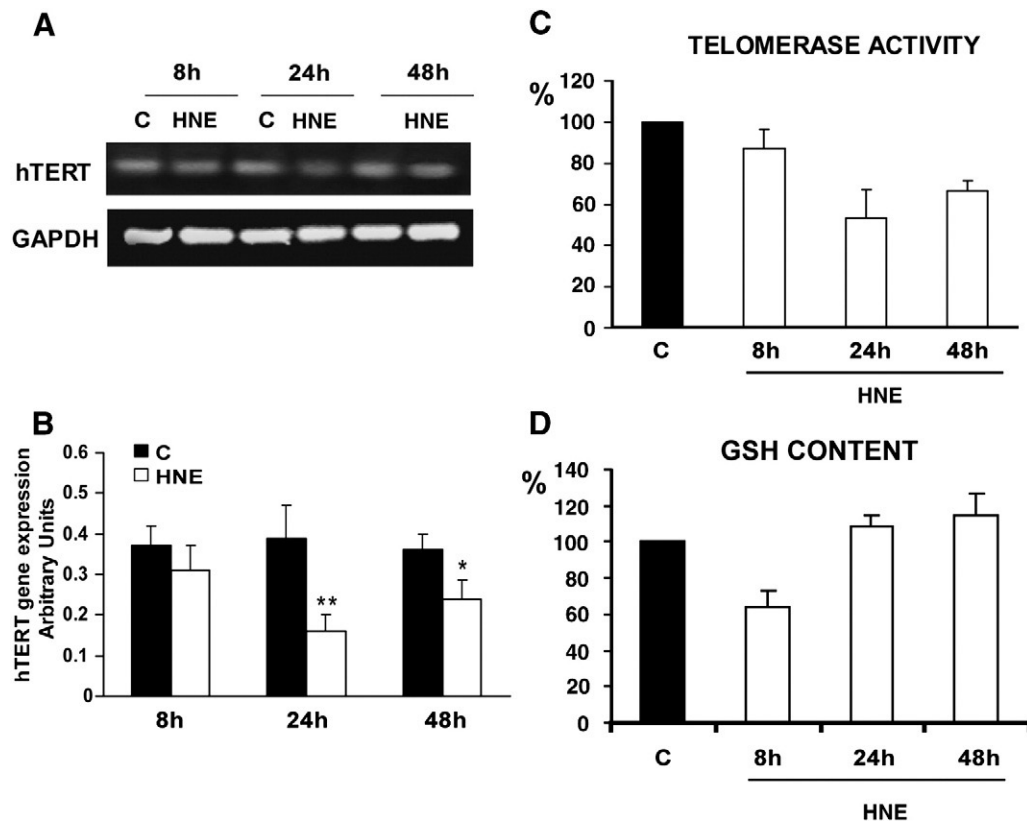 A
8h 24h 48h
C HNE C HNE HNE
hTERT
GAPDH
B
hTERT gene expression
Arbitrary Units
0.6
0.5
0.4
0.3
0.2
0.1
0
C
HNE
**
*
8h 24h 48h
C
TELOMERASE ACTIVITY
%
120
100
80
60
40
20
0
C 8h 24h 48h
HNE
D
GSH CONTENT
%
140
120
100
80
60
40
20
0
C 8h 24h 48h
HNE